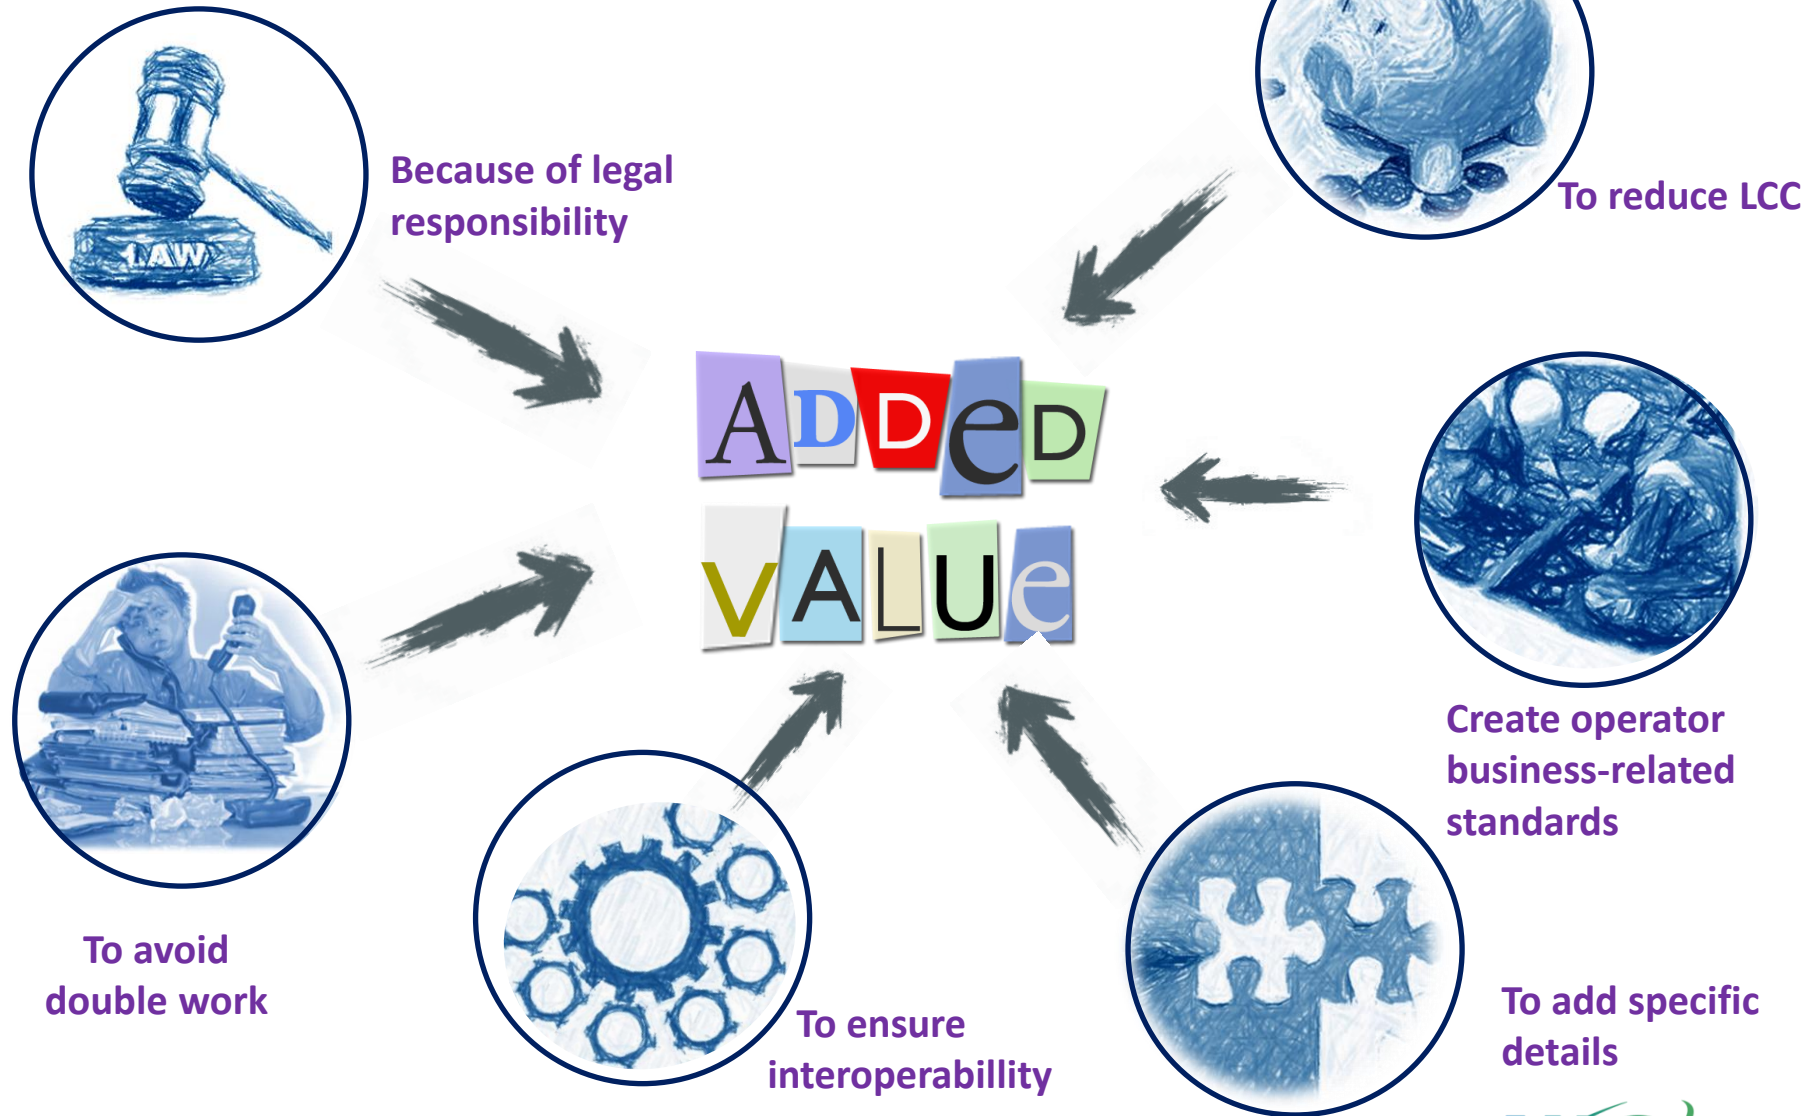 Because of legal
responsibility
LAW
To reduce LCC
ADDeD
VALUe
Create operator
business-related
standards
To avoid
double work
To ensure
interoperabillity
To add specific
details